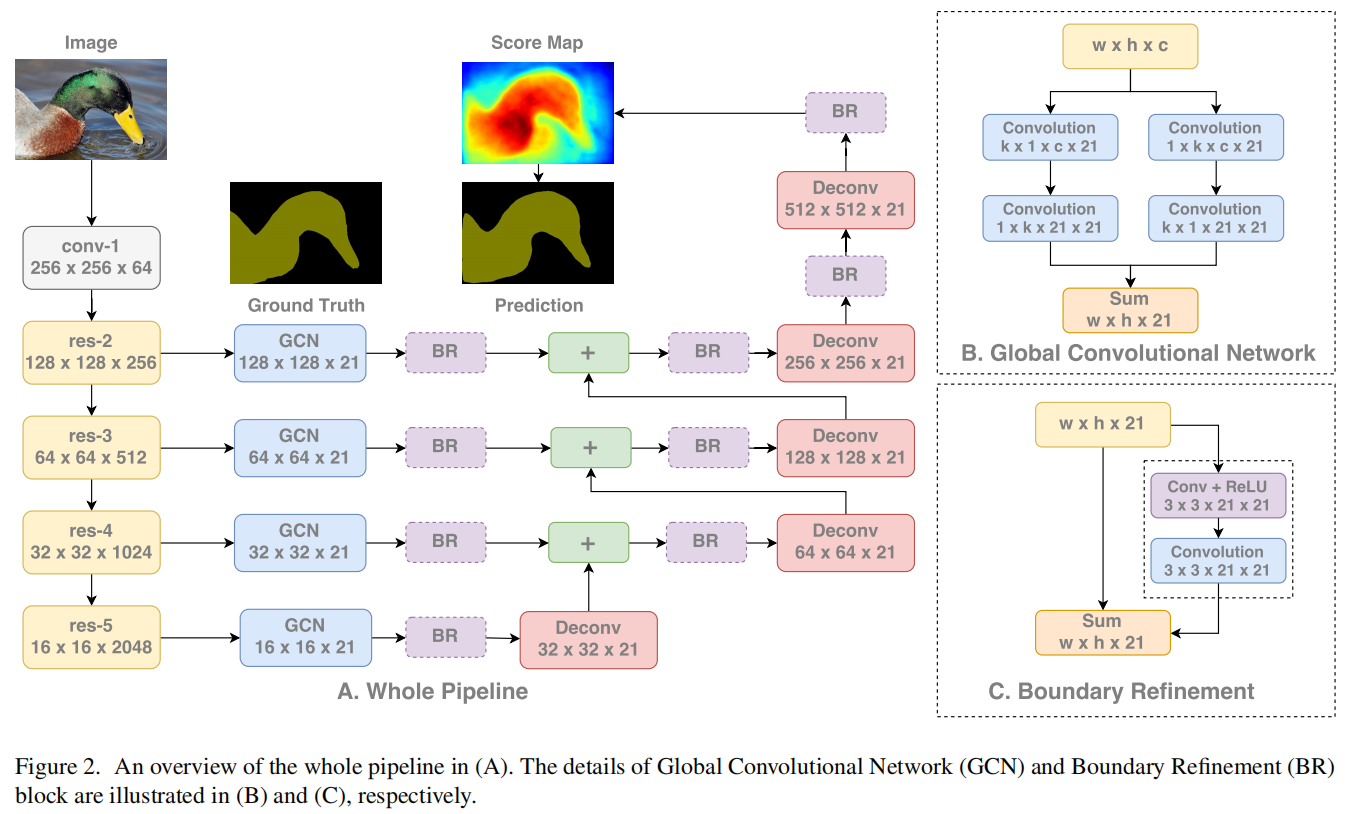 Image
Score Map
conv-1
256 x 256 x 64
Ground Truth
Prediction
res-2
128 x 128 x 256
GCN
128 x 128 x 21
BR
+
BR
Deconv
256 x 256 x 21
BR
Deconv
512 x 512 x 21
BR
res-3
64 x 64 x 512
GCN
64 x 64 x 21
BR
+
BR
Deconv
128 x 128 x 21
res-4
32 x 32 x 1024
GCN
32 x 32 x 21
BR
+
BR
Deconv
64 x 64 x 21
res-5
16 x 16 x 2048
GCN
16 x 16 x 21
BR
Deconv
32 x 32 x 21
A. Whole Pipeline
w x h x c
Convolution
k x 1 x c x 21
Convolution
1 x k x c x 21
Convolution
1 x k x 21 x 21
Convolution
k x 1 x 21 x 21
Sum
w x h x 21
B. Global Convolutional Network
w x h x 21
Conv + ReLU
3 x 3 x 21 x 21
Convolution
3 x 3 x 21 x 21
Sum
w x h x 21
C. Boundary Refinement
Figure 2. An overview of the whole pipeline in (A). The details of Global Convolutional Network (GCN) and Boundary Refinement (BR)
block are illustrated in (B) and (C), respectively.